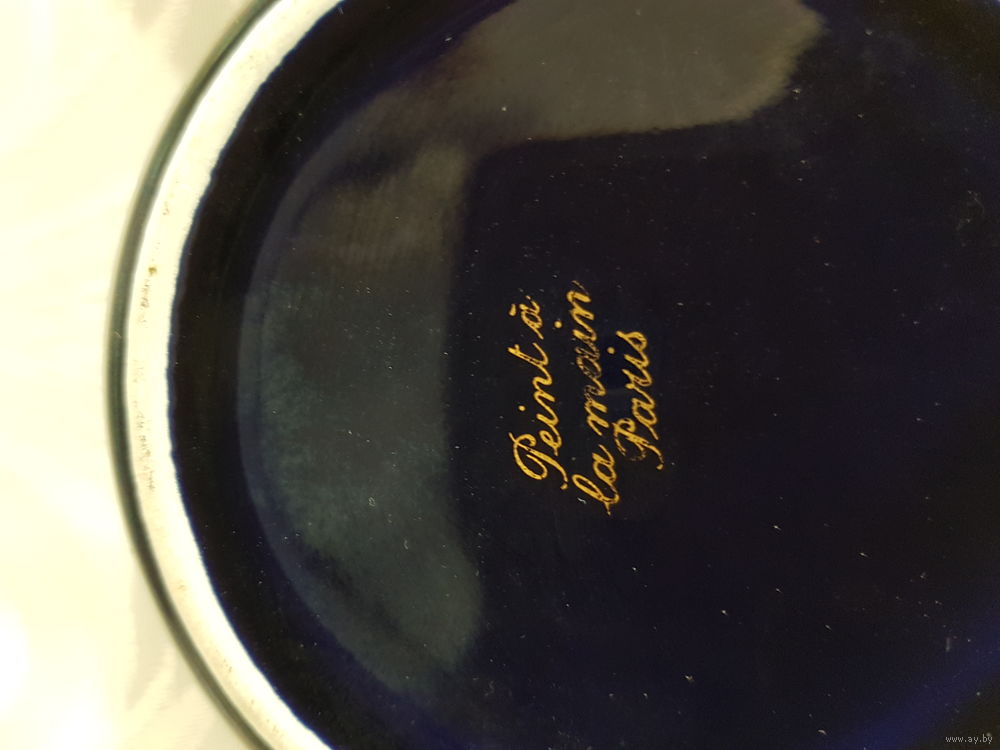 Peint à
la main
Paris
www.ay.by